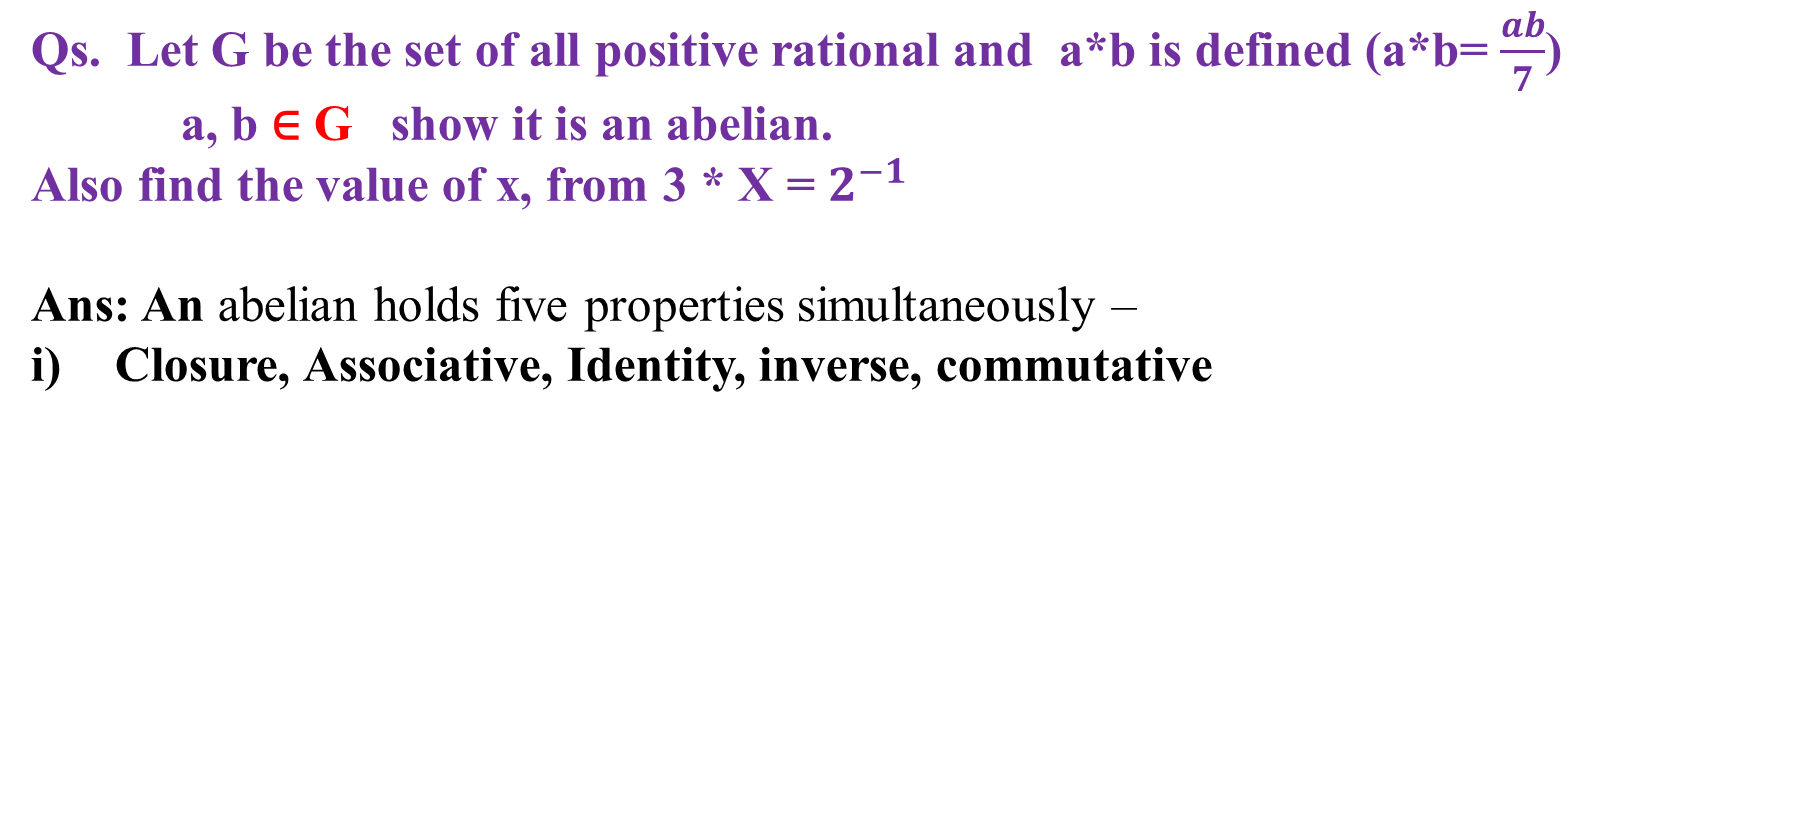 Qs. Let G be the set of all positive rational and a*b is defined (a*b= ab/7)
a, b ∈ G show it is an abelian.
Also find the value of x, from 3 * X = 2⁻¹
Ans: An abelian holds five properties simultaneously –
i) Closure, Associative, Identity, inverse, commutative